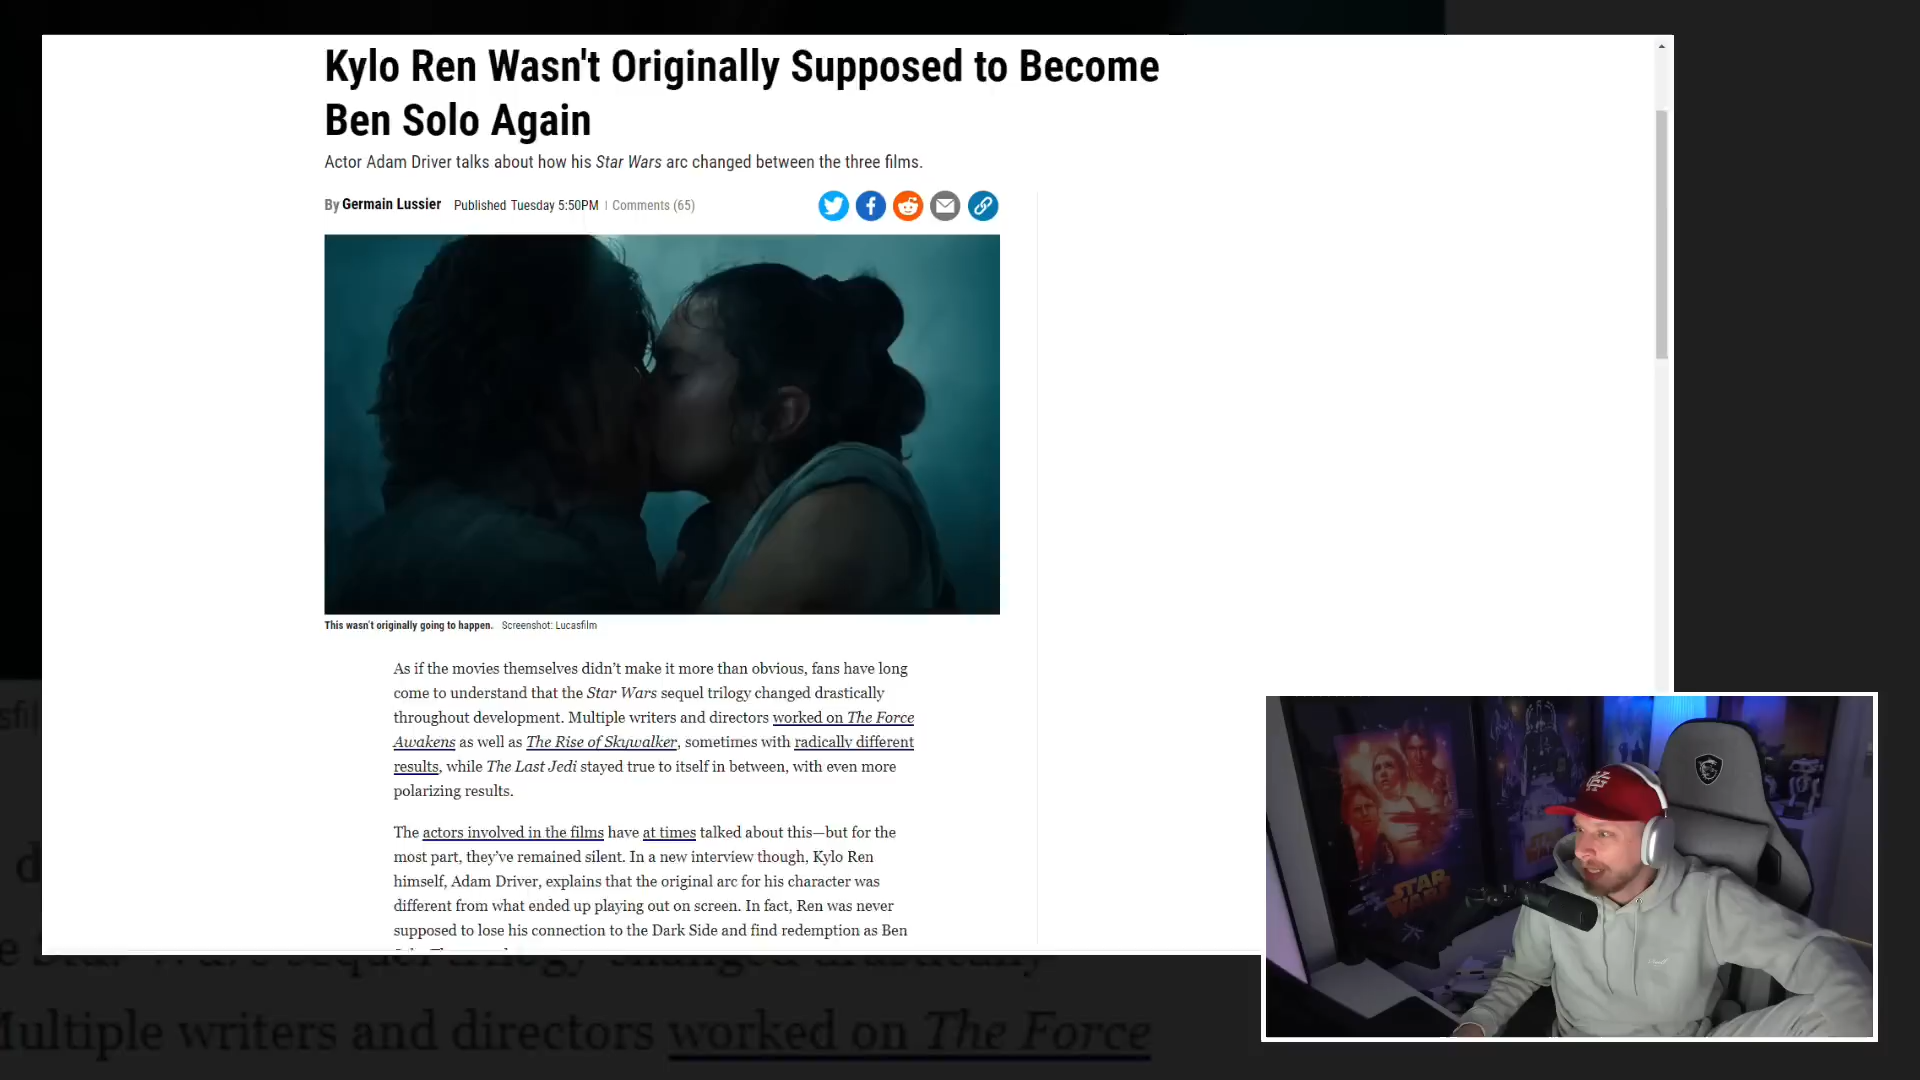 Kylo Ren Wasn't Originally Supposed to Become
Ben Solo Again
Actor Adam Driver talks about how his Star Wars arc changed between the three films.
By Germain Lussier Published Tuesday 5:50PM | Comments (65)
This wasn't originally going to happen. Screenshot: Lucasfilm
As if the movies themselves didn’t make it more than obvious, fans have long
come to understand that the Star Wars sequel trilogy changed drastically
throughout development. Multiple writers and directors worked on The Force
Awakens as well as The Rise of Skywalker, sometimes with radically different
results, while The Last Jedi stayed true to itself in between, with even more
polarizing results.
The actors involved in the films have at times talked about this—but for the
most part, they’ve remained silent. In a new interview though, Kylo Ren
himself, Adam Driver, explains that the original arc for his character was
different from what ended up playing out on screen. In fact, Ren was never
supposed to lose his connection to the Dark Side and find redemption as Ben
STAR
WARS
sequel trilogy changed drastically
Multiple writers and directors worked on The Force